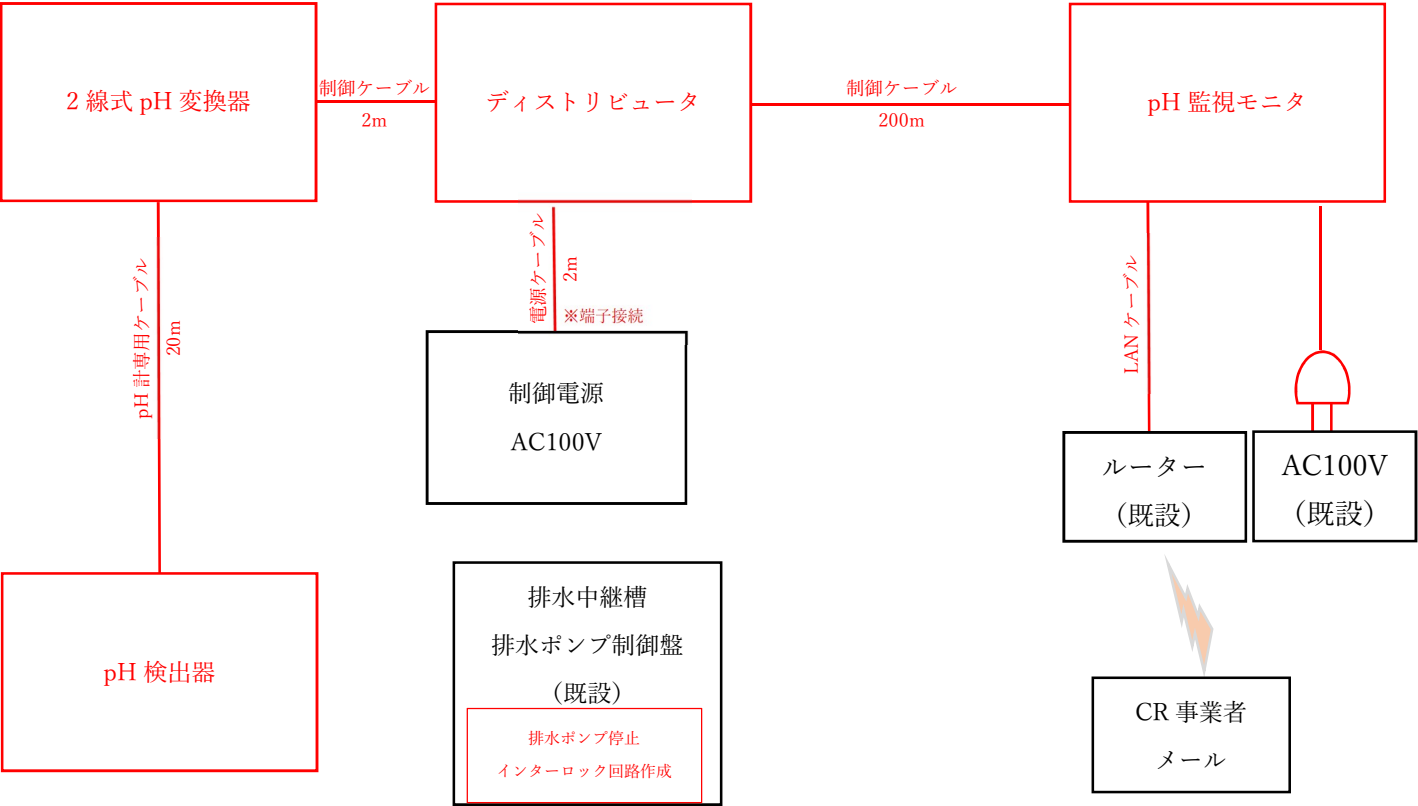 2 線式 pH 変換器
制御ケーブル
2m
ディストリビュータ
制御ケーブル
200m
pH 監視モニタ
pH 計専用ケーブル
20m
電源ケーブル
2m
※端子接続
LAN ケーブル
制御電源
AC100V
ルーター
（既設）
AC100V
（既設）
pH 検出器
排水中継槽
排水ポンプ制御盤
（既設）
排水ポンプ停止
インターロック回路作成
CR 事業者
メール